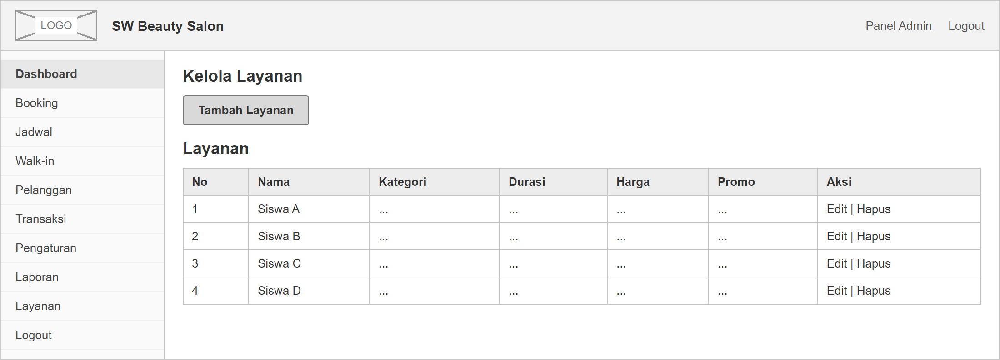 LOGO SW Beauty Salon Panel Admin Logout
Dashboard
Booking
Jadwal
Walk-in
Pelanggan
Transaksi
Pengaturan
Laporan
Layanan
Logout
Kelola Layanan
Tambah Layanan
Layanan
No Nama Kategori Durasi Harga Promo Aksi
1 Siswa A ... ... ... ... Edit | Hapus
2 Siswa B ... ... ... ... Edit | Hapus
3 Siswa C ... ... ... ... Edit | Hapus
4 Siswa D ... ... ... ... Edit | Hapus